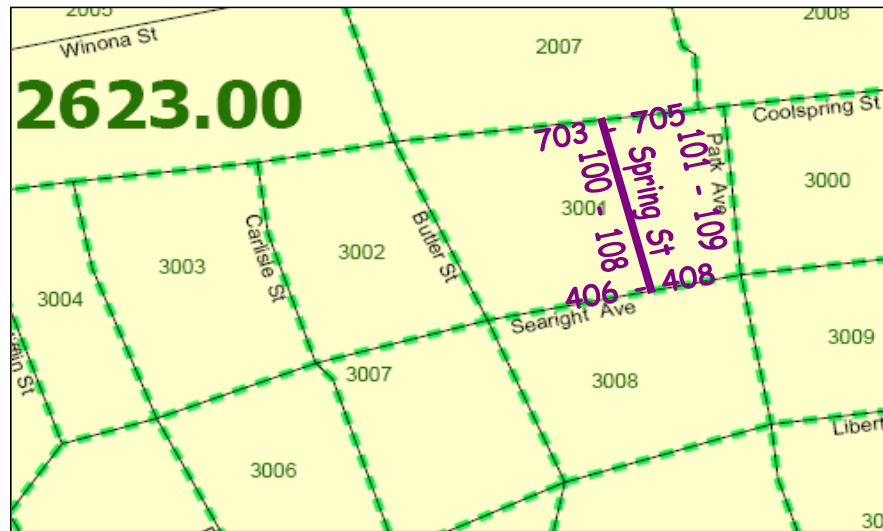 2005
2008
Winona St
2007
2623.00
Coolspring St
703
705
100 - 108
Spring St
101 - 109
Park Ave
3000
3001
Butler St
Carlisle St
3002
3003
3004
406
408
Searight Ave
3009
3007
3008
3006
St